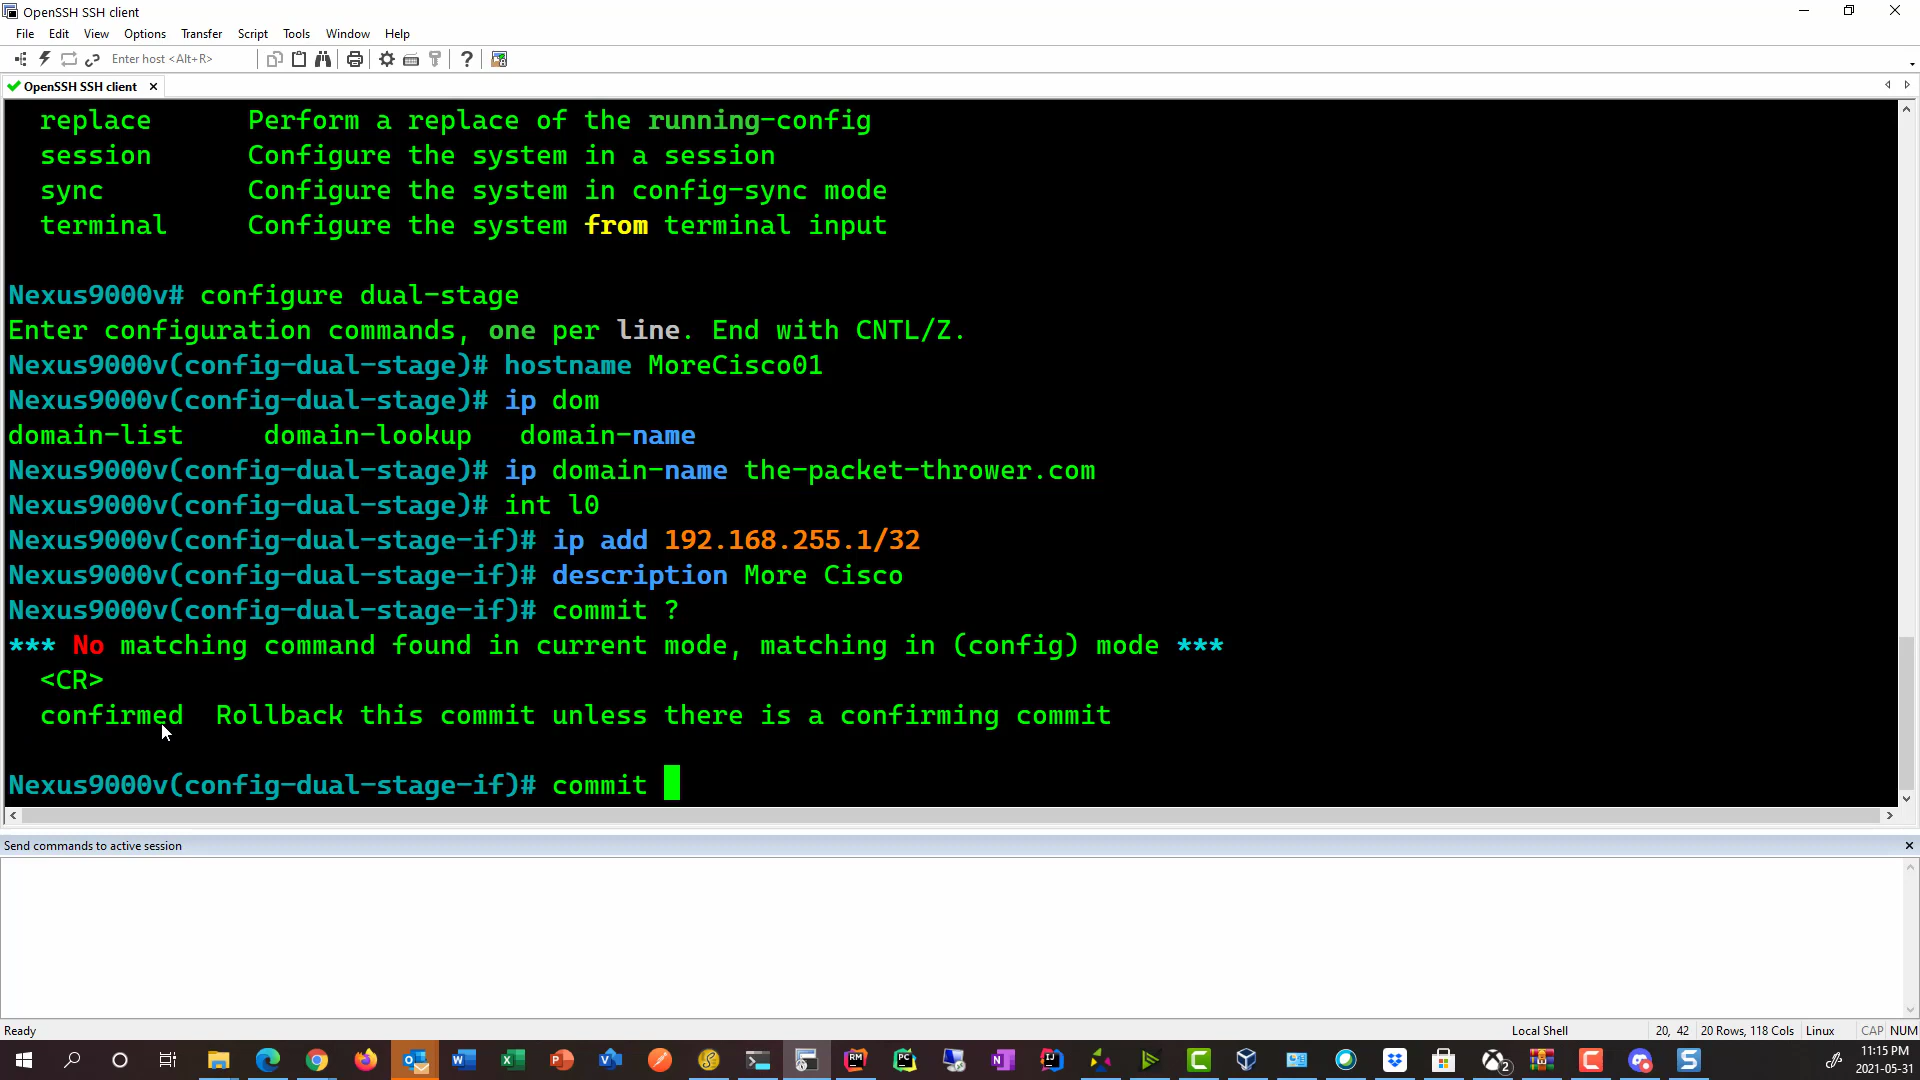 OpenSSH SSH client
File Edit View Options Transfer Script Tools Window Help
Enter host <Alt+R>
OpenSSH SSH client
replace Perform a replace of the running-config
session Configure the system in a session
sync Configure the system in config-sync mode
terminal Configure the system from terminal input
Nexus9000v# configure dual-stage
Enter configuration commands, one per line. End with CNTL/Z.
Nexus9000v(config-dual-stage)# hostname MoreCisco01
Nexus9000v(config-dual-stage)# ip dom
domain-list domain-lookup domain-name
Nexus9000v(config-dual-stage)# ip domain-name the-packet-thrower.com
Nexus9000v(config-dual-stage)# int l0
Nexus9000v(config-dual-stage-if)# ip add 192.168.255.1/32
Nexus9000v(config-dual-stage-if)# description More Cisco
Nexus9000v(config-dual-stage-if)# commit ?
*** No matching command found in current mode, matching in (config) mode ***
<CR>
confirmed Rollback this commit unless there is a confirming commit
Nexus9000v(config-dual-stage-if)# commit
Send commands to active session
Ready Local Shell 20, 42 20 Rows, 118 Cols Linux CAP NUM
11:15 PM
2021-05-31